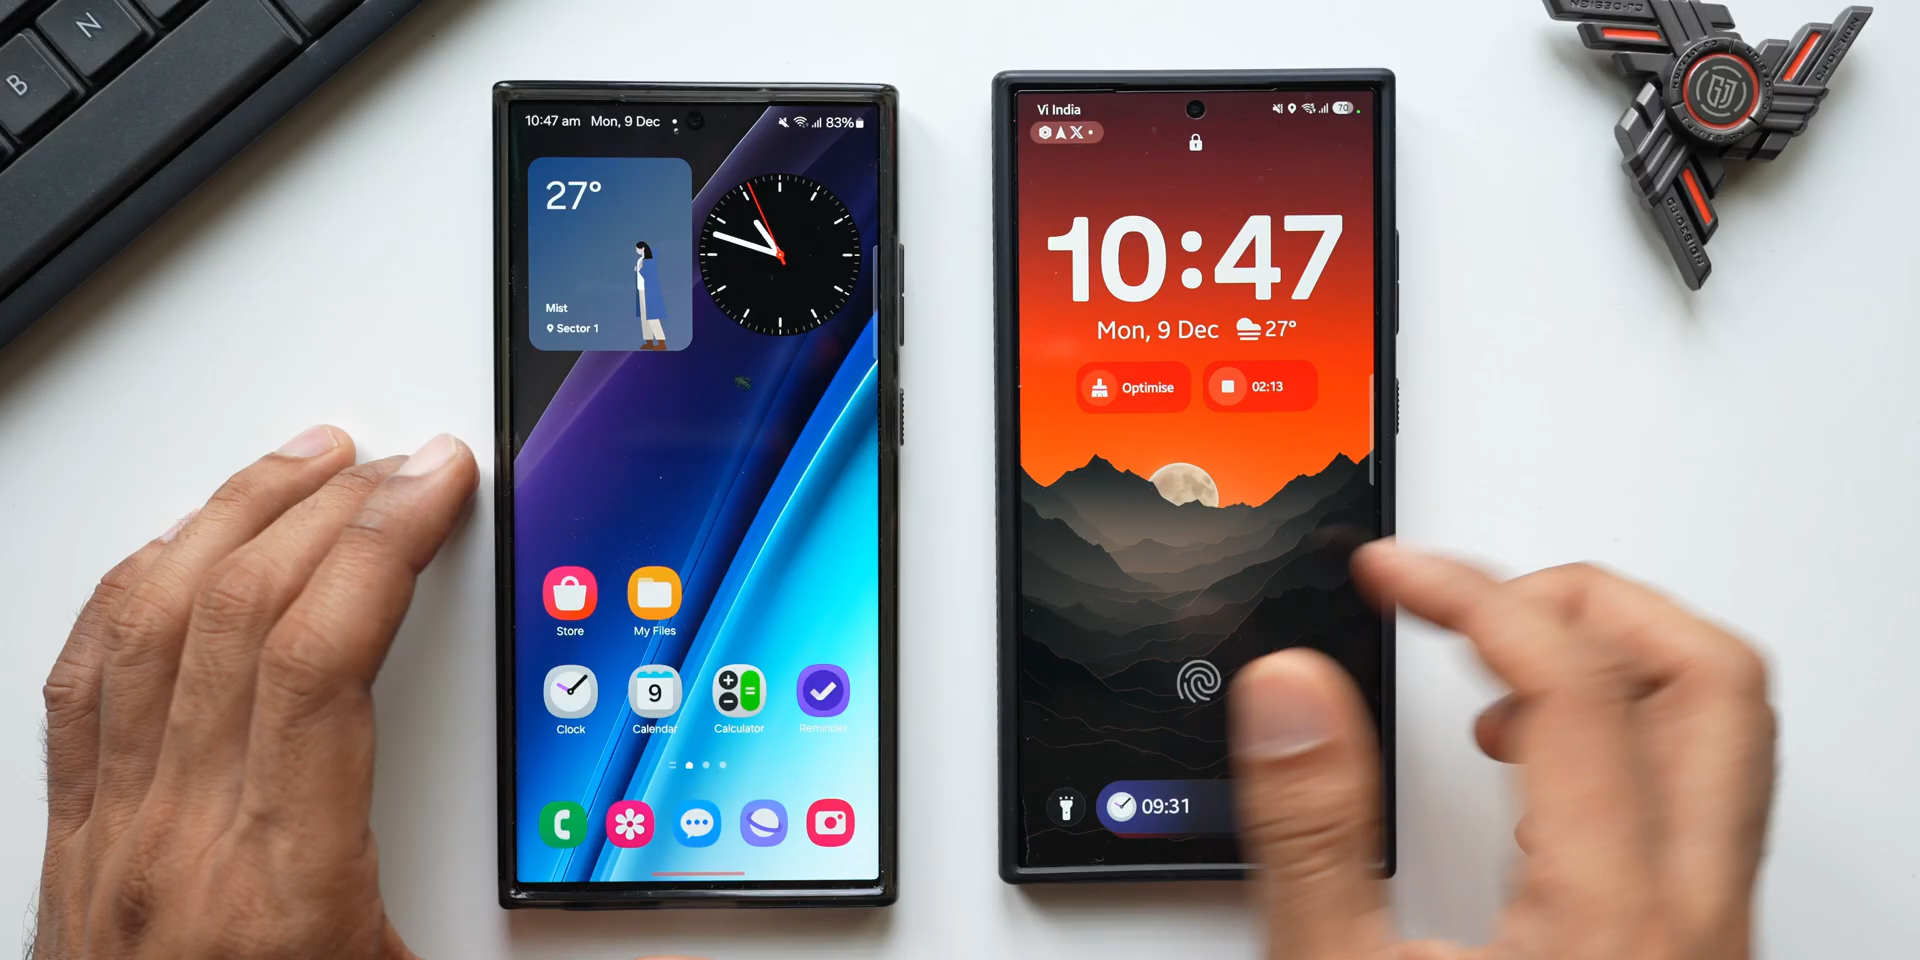 N
B
10:47 am Mon, 9 Dec
83%
27°
Mist
Sector 1
Store
My Files
Clock
9
Calendar
Calculator
Reminder
Vi India
70
10:47
Mon, 9 Dec 27°
Optimise
02:13
09:31